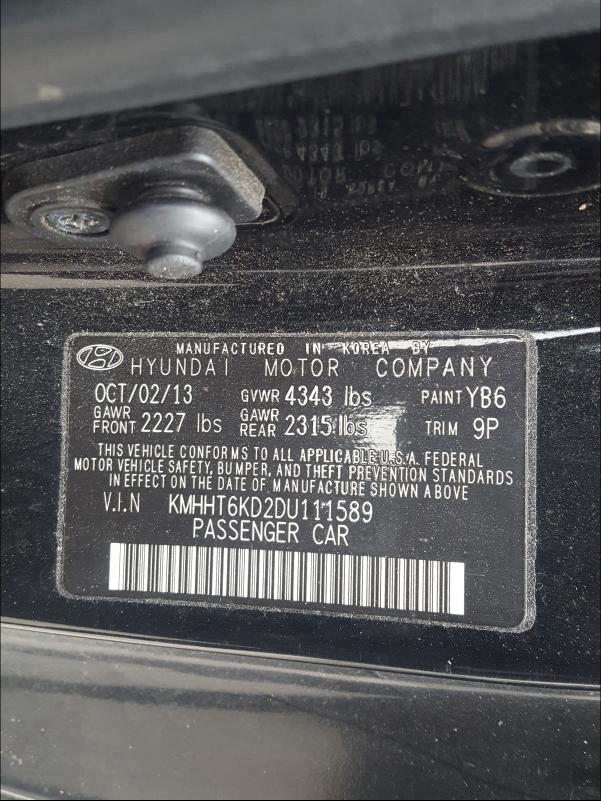 MANUFACTURED IN KOREA BY
HYUNDAI MOTOR COMPANY
OCT/02/13 GVWR 4343 lbs PAINT YB6
GAWR FRONT 2227 lbs GAWR REAR 2315 lbs TRIM 9P
THIS VEHICLE CONFORMS TO ALL APPLICABLE U.S.A. FEDERAL
MOTOR VEHICLE SAFETY, BUMPER, AND THEFT PREVENTION STANDARDS
IN EFFECT ON THE DATE OF MANUFACTURE SHOWN ABOVE
V.I.N KMHHT6KD2DU111589
PASSENGER CAR